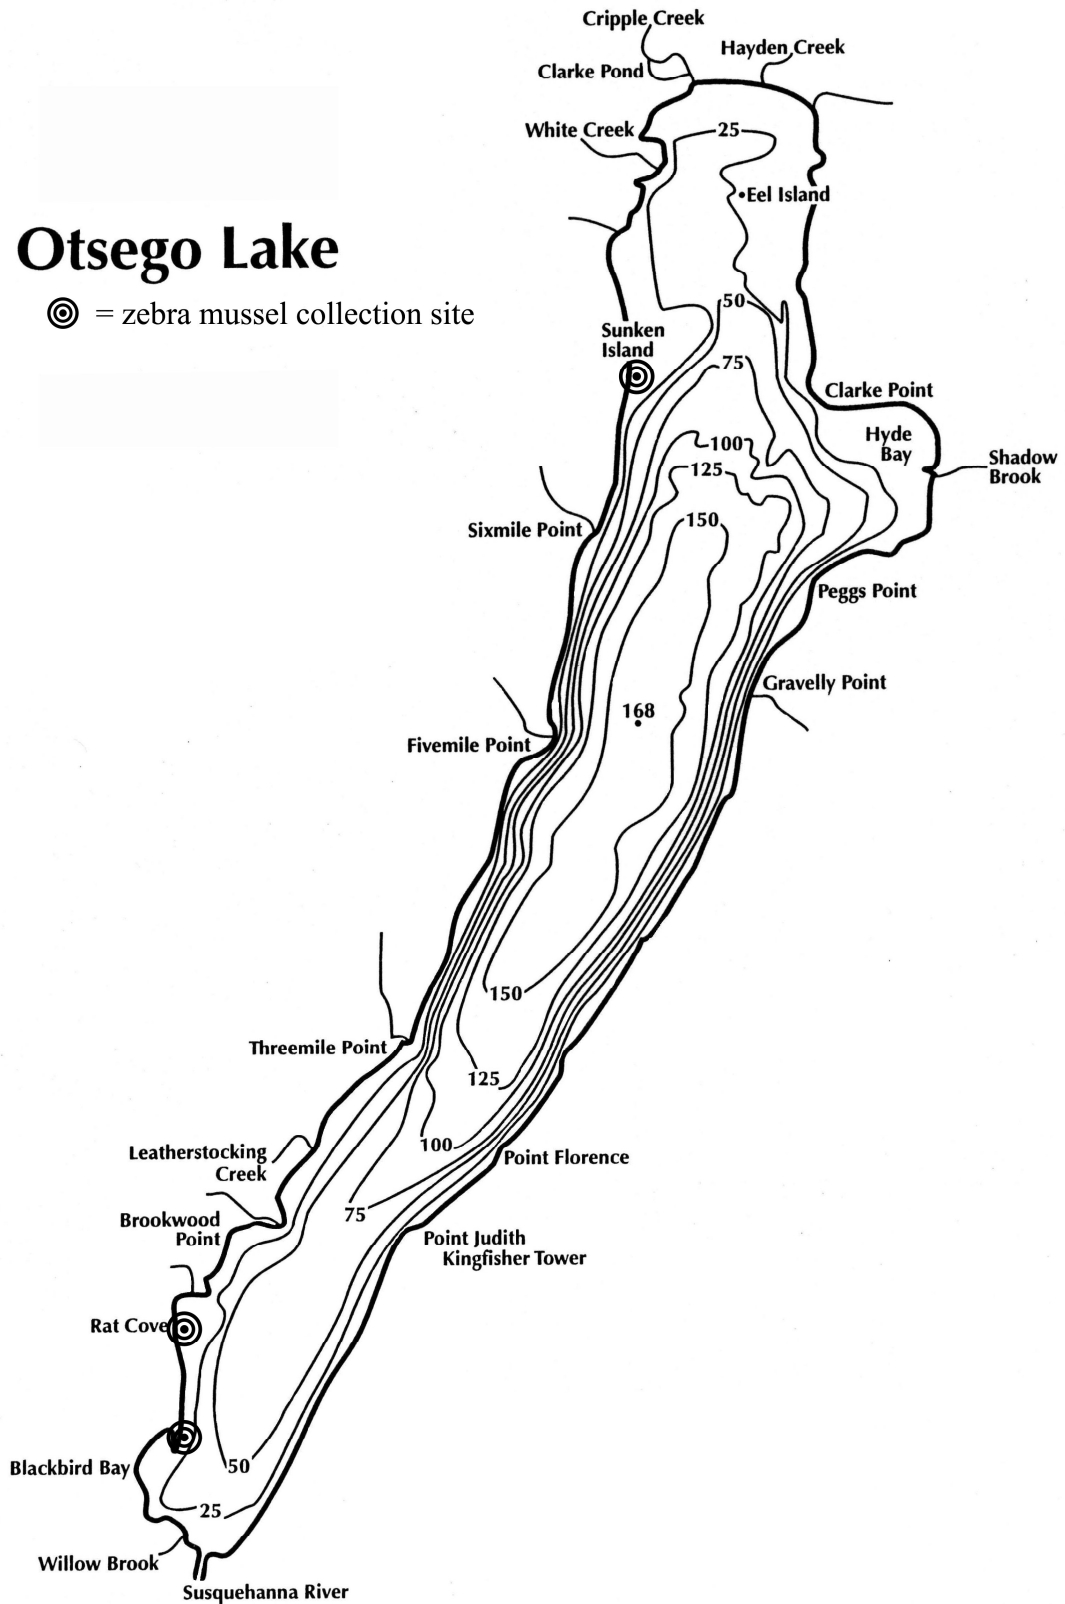 Cripple Creek
Hayden Creek
Clarke Pond
White Creek
25
Eel Island
Otsego Lake
= zebra mussel collection site
50
Sunken
Island
75
Clarke Point
Hyde
Bay
100
Shadow
Brook
125
150
Sixmile Point
Peggs Point
Gravelly Point
168
Fivemile Point
150
Threemile Point
125
100
Leatherstocking
Creek
Point Florence
75
Brookwood
Point
Point Judith
Kingfisher Tower
Rat Cove
Blackbird Bay
50
25
Willow Brook
Susquehanna River